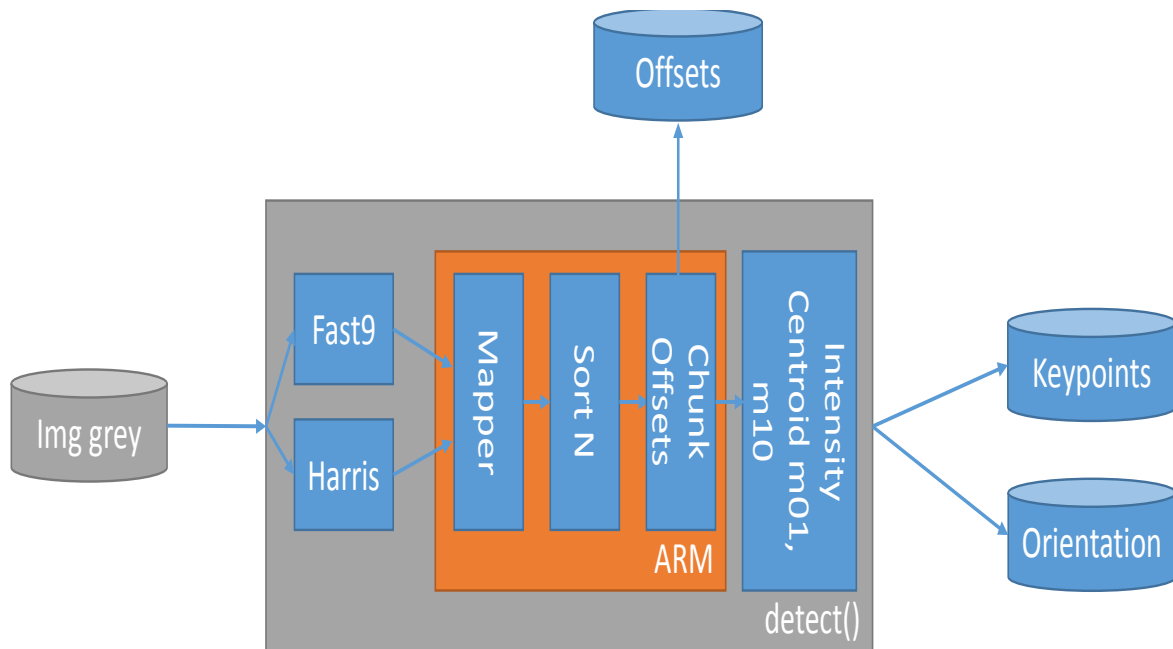 Offsets
Img grey
Fast9
Harris
Mapper
Sort N
Chunk
Offsets
ARM
Intensity
Centroid m01,
m10
detect()
Keypoints
Orientation